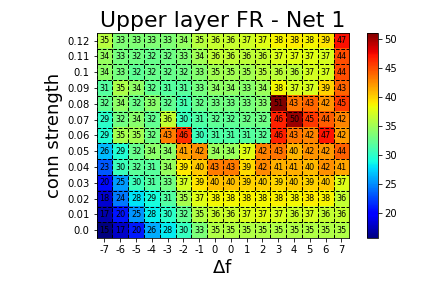 Upper layer FR - Net 1
0.12 35 33 33 33 33 34 35 36 36 37 37 38 38 38 39 47
0.11 34 33 32 32 32 33 34 36 36 36 36 37 37 37 37 44
0.1 34 33 32 32 32 32 33 35 35 35 35 36 36 37 37 44
0.09 31 35 34 32 31 31 33 34 34 33 34 38 37 37 39 43
0.08 32 34 32 33 32 31 32 33 33 33 33 51 43 43 42 45
0.07 29 32 34 32 36 30 31 32 32 32 32 46 50 45 44 42
0.06 29 35 35 32 43 46 30 31 31 31 32 46 43 42 47 42
0.05 26 29 32 34 34 41 42 34 34 37 42 43 40 42 42 44
0.04 23 30 32 31 34 39 40 43 43 40 42 41 41 40 42 41
0.03 20 25 30 31 33 37 39 40 40 39 40 39 40 39 40 37
0.02 24 28 29 31 35 37 38 38 38 38 38 38 38 38 36
0.01 20 25 28 30 32 35 36 36 37 37 37 36 37 36 36
0.0 17 20 26 28 30 33 35 35 35 35 35 35 35 35 35
-7 -6 -5 -4 -3 -2 -1 0 0 1 2 3 4 5 6 7
Δf
conn strength
50
40
30
20